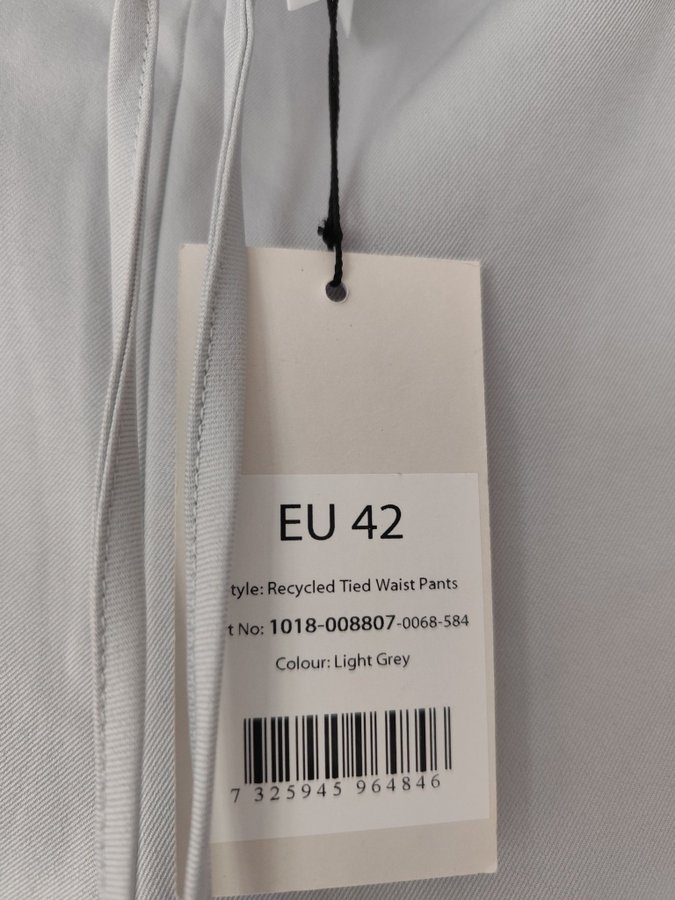 EU 42
tyle: Recycled Tied Waist Pants
t No: 1018-008807-0068-584
Colour: Light Grey
7 325945 964846